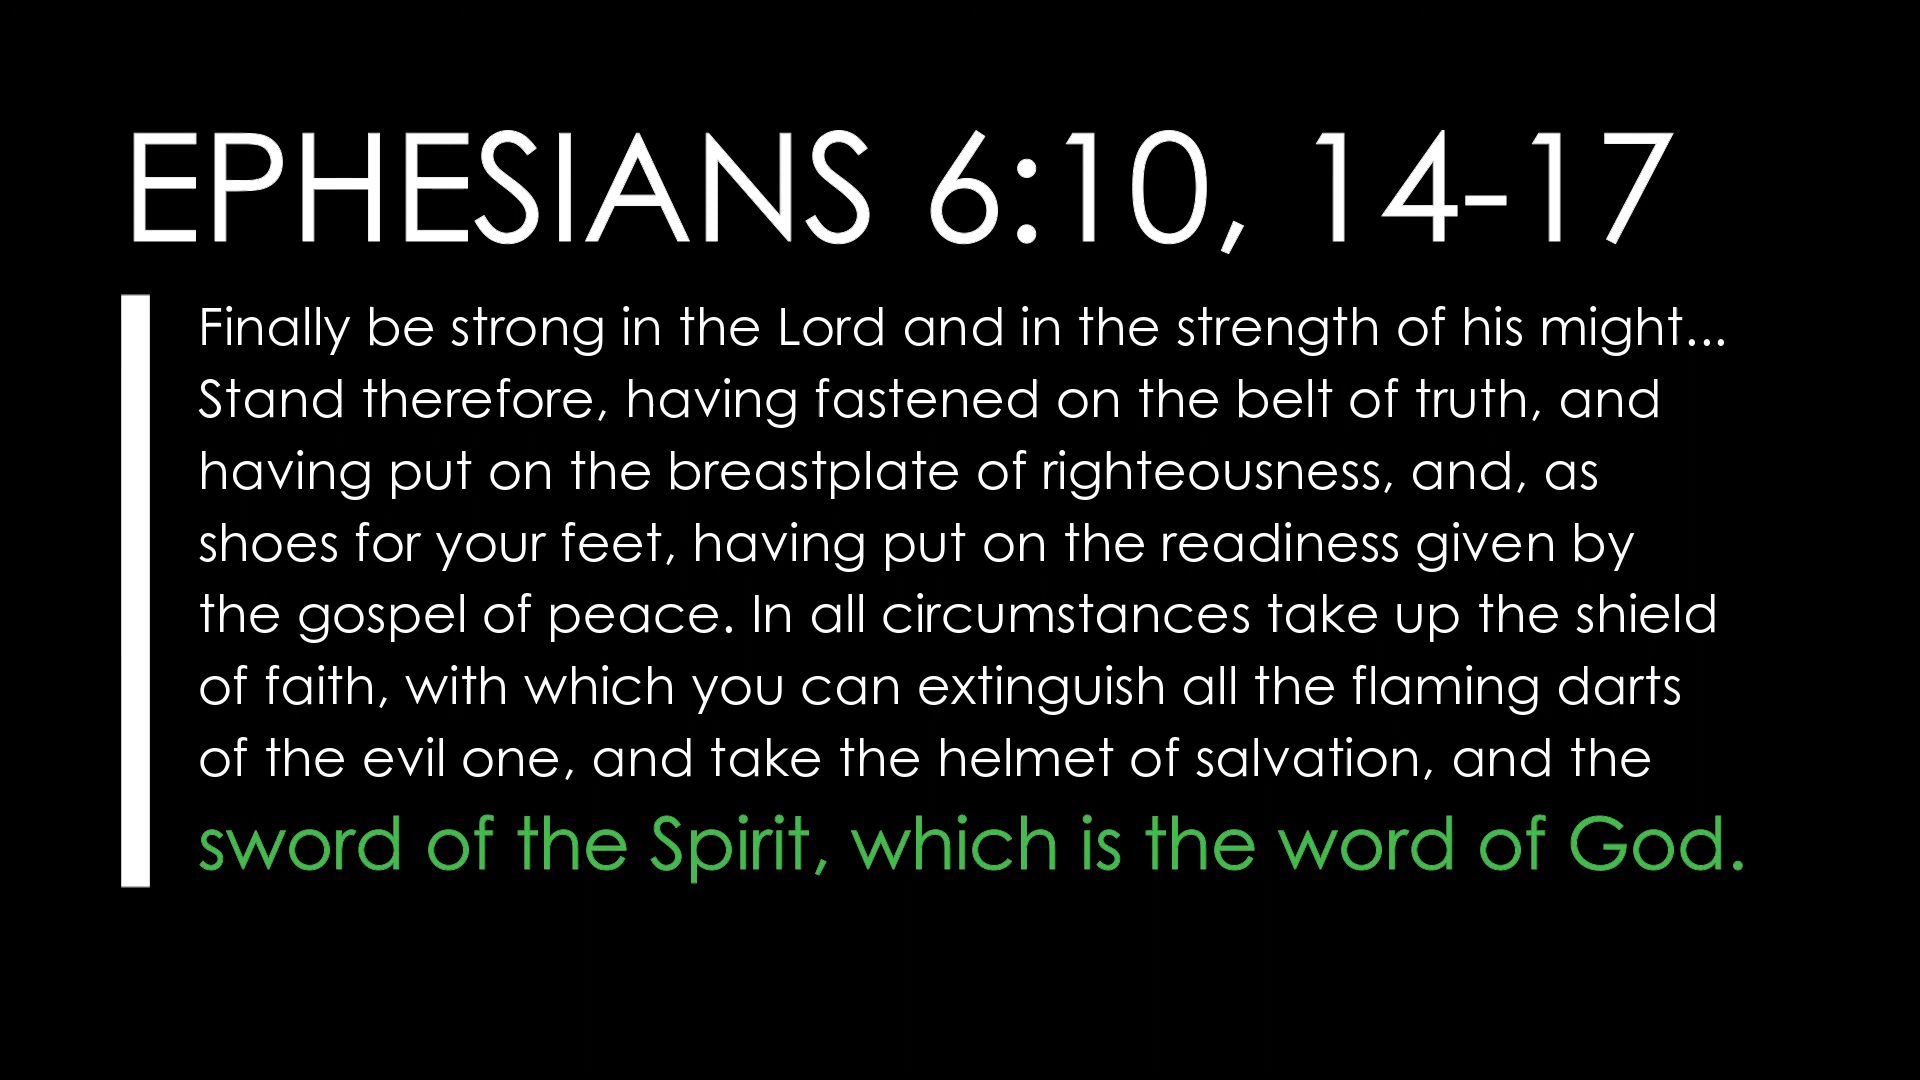 EPHESIANS 6:10, 14-17
Finally be strong in the Lord and in the strength of his might...
Stand therefore, having fastened on the belt of truth, and
having put on the breastplate of righteousness, and, as
shoes for your feet, having put on the readiness given by
the gospel of peace. In all circumstances take up the shield
of faith, with which you can extinguish all the flaming darts
of the evil one, and take the helmet of salvation, and the
sword of the Spirit, which is the word of God.